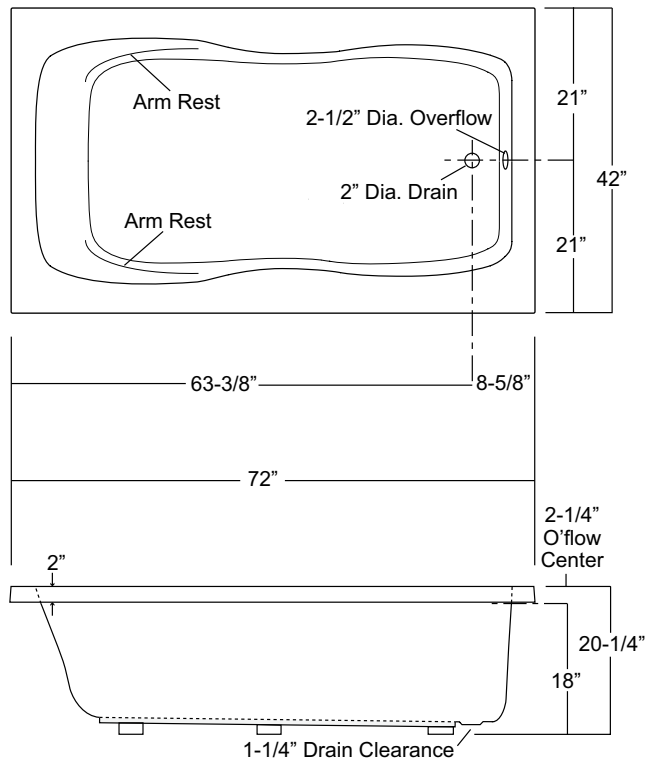 21”
Arm Rest
2-1/2” Dia. Overflow
42”
2” Dia. Drain
Arm Rest
21”
63-3/8”
8-5/8”
72”
2-1/4”
O’flow
Center
2”
20-1/4”
18”
1-1/4” Drain Clearance